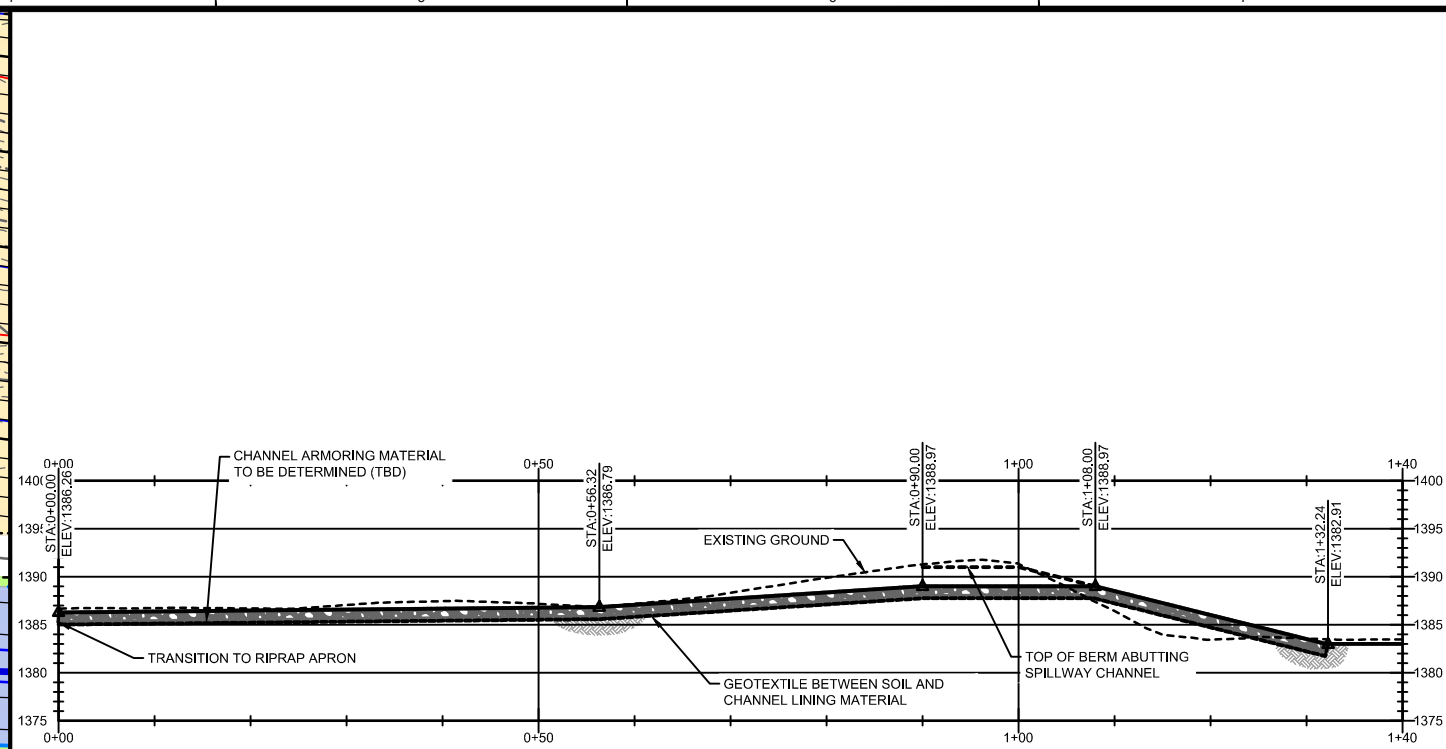 0+00
0+50
1+00
1+40
STA:0+00.00
ELEV:1386.26
CHANNEL ARMORING MATERIAL
TO BE DETERMINED (TBD)
STA:0+56.32
ELEV:1386.79
STA:0+90.00
ELEV:1388.97
STA:1+08.00
ELEV:1388.97
STA:1+32.24
ELEV:1382.91
1400
1400
1395
1395
EXISTING GROUND
1390
1390
1385
1385
TRANSITION TO RIPRAP APRON
TOP OF BERM ABUTTING
SPILLWAY CHANNEL
1380
1380
GEOTEXTILE BETWEEN SOIL AND
CHANNEL LINING MATERIAL
1375
1375
0+00
0+50
1+00
1+40